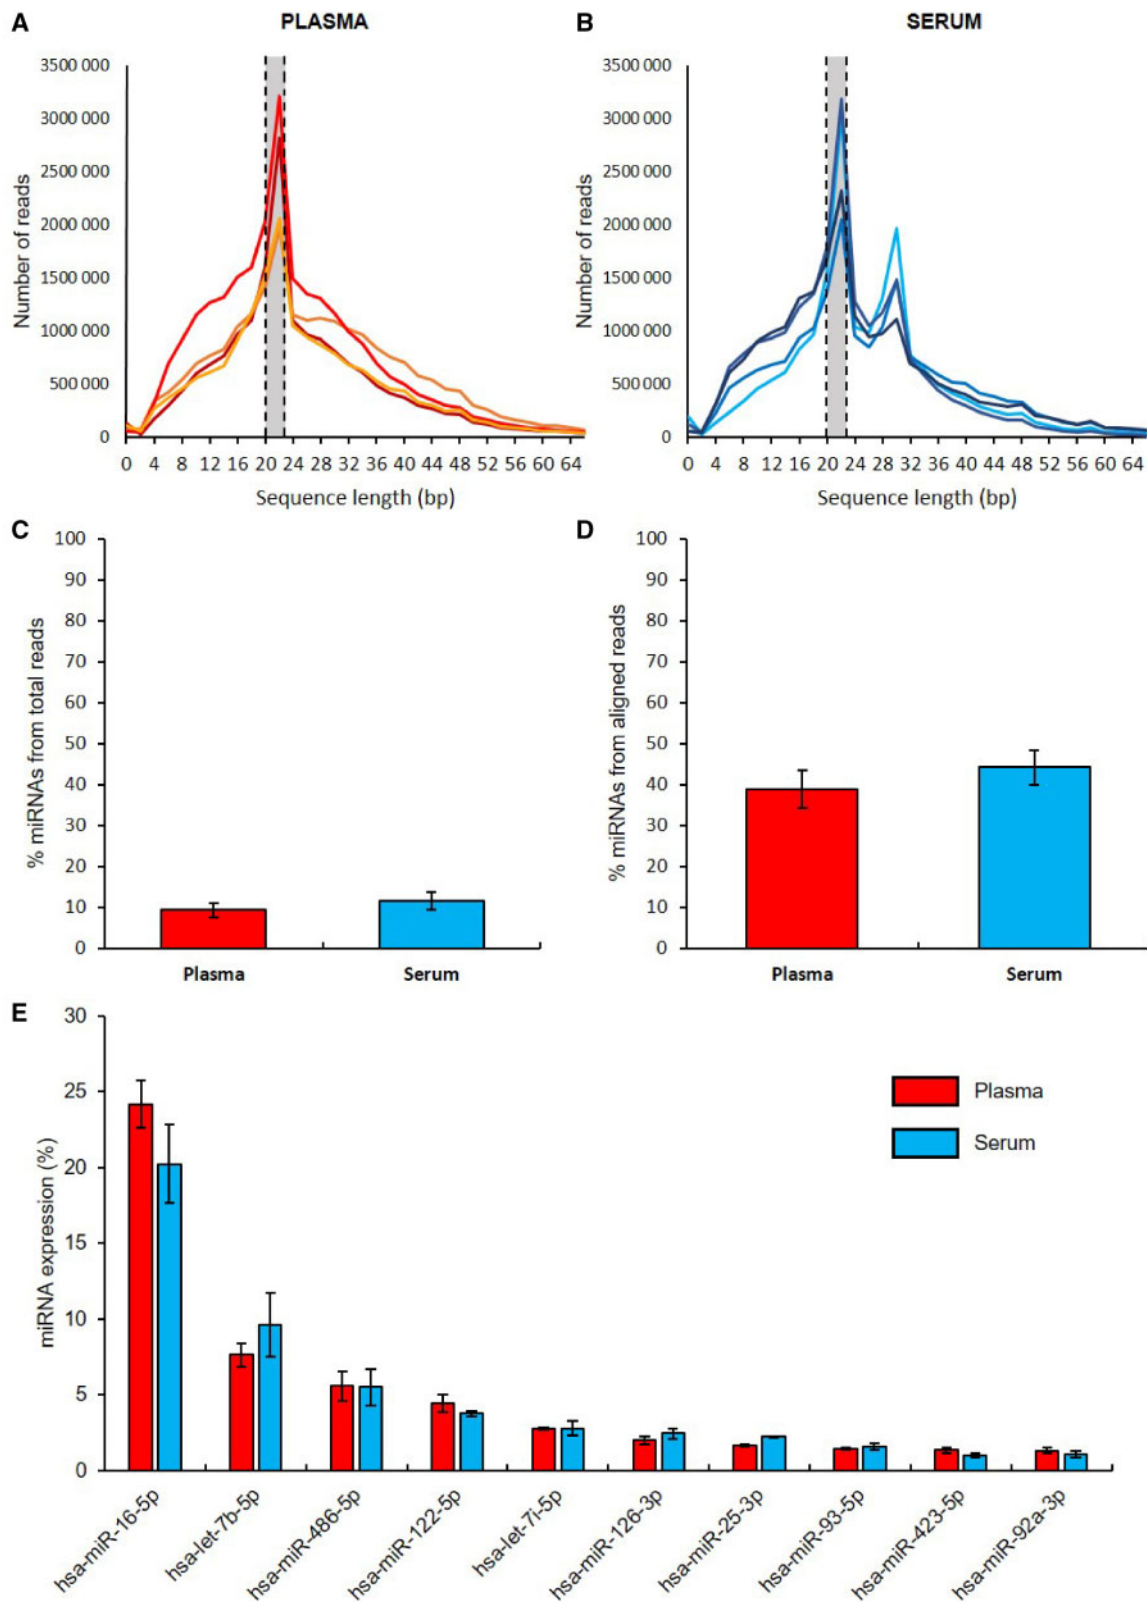 A
PLASMA
B
SERUM
Number of reads
3500 000
3000 000
2500 000
2000 000
1500 000
1000 000
500 000
0
0 4 8 12 16 20 24 28 32 36 40 44 48 52 56 60 64
Sequence length (bp)
Number of reads
3500 000
3000 000
2500 000
2000 000
1500 000
1000 000
500 000
0
0 4 8 12 16 20 24 28 32 36 40 44 48 52 56 60 64
Sequence length (bp)
C
% miRNAs from total reads
100
90
80
70
60
50
40
30
20
10
0
Plasma Serum
D
% miRNAs from aligned reads
100
90
80
70
60
50
40
30
20
10
0
Plasma Serum
E
miRNA expression (%)
30
25
20
15
10
5
0
Plasma
Serum
hsa-miR-16-5p
hsa-let-7b-5p
hsa-miR-486-5p
hsa-miR-122-5p
hsa-let-7i-5p
hsa-miR-126-3p
hsa-miR-25-3p
hsa-miR-93-5p
hsa-miR-423-5p
hsa-miR-92a-3p